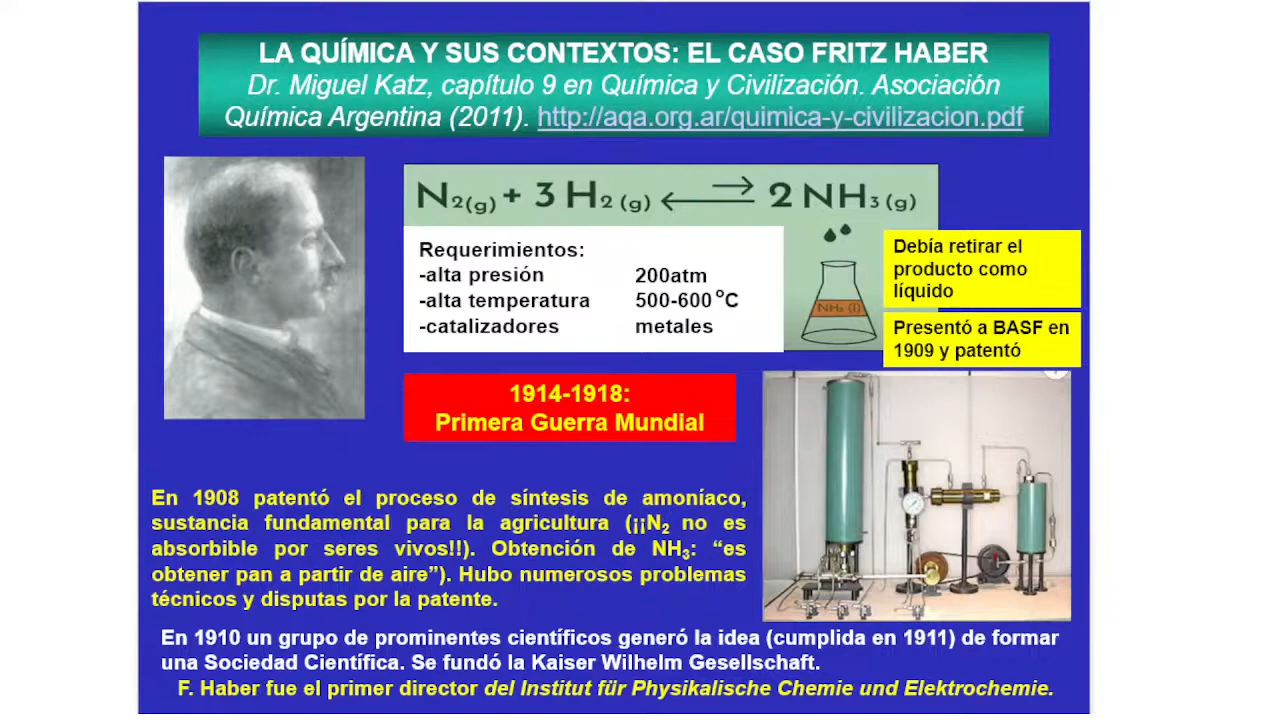 LA QUÍMICA Y SUS CONTEXTOS: EL CASO FRITZ HABER
Dr. Miguel Katz, capítulo 9 en Química y Civilización. Asociación
Química Argentina (2011). http://aqa.org.ar/quimica-y-civilizacion.pdf
N2(g) + 3 H2 (g) ⇄ 2 NH3 (g)
Requerimientos:
-alta presión 200atm
-alta temperatura 500-600 °C
-catalizadores metales
NH3 (l)
Debía retirar el
producto como
líquido
Presentó a BASF en
1909 y patentó
1914-1918:
Primera Guerra Mundial
En 1908 patentó el proceso de síntesis de amoníaco,
sustancia fundamental para la agricultura (¡¡N2 no es
absorbible por seres vivos!!). Obtención de NH3: “es
obtener pan a partir de aire”). Hubo numerosos problemas
técnicos y disputas por la patente.
En 1910 un grupo de prominentes científicos generó la idea (cumplida en 1911) de formar
una Sociedad Científica. Se fundó la Kaiser Wilhelm Gesellschaft.
F. Haber fue el primer director del Institut für Physikalische Chemie und Elektrochemie.